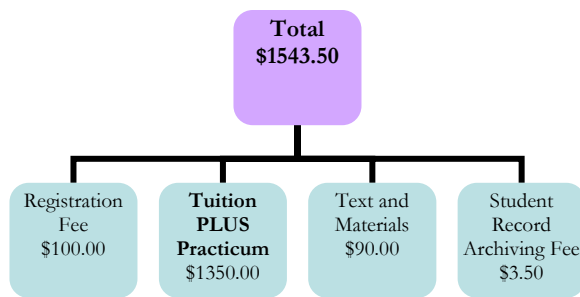 Total
$1543.50
Registration
Fee
$100.00
Tuition
PLUS
Practicum
$1350.00
Text and
Materials
$90.00
Student
Record
Archiving Fee
$3.50